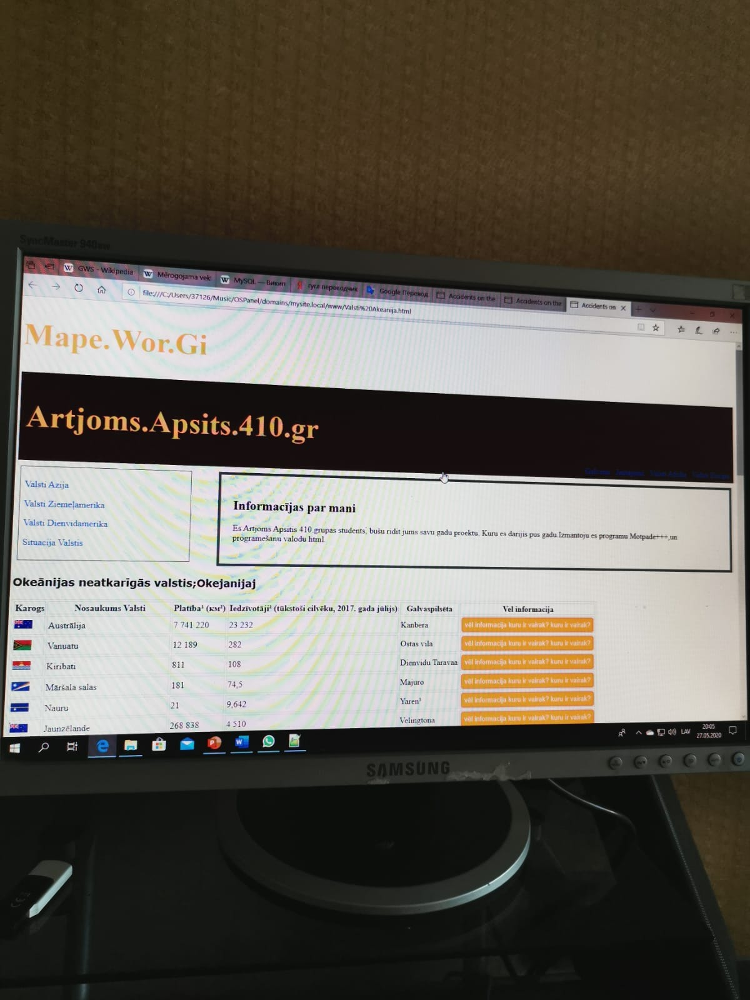 SyncMaster 940
GWS - Wikipedia
Mērogojama vek
MySQL — Викип
гугл переводчик
Google Перевод
Accidents on the
Accidents on the
Accidents on
file:///C:/Users/37126/Music/OSPanel/domains/mysite.local/www/Valsti%20Akeanija.html
Mape.Wor.Gi
Artjoms.Apsits.410.gr
Valsti Azija
Valsti Ziemeļamerika
Valsti Dienvidamerika
Situacija Valstis
Informacījas par mani
Es Artjoms Apsitis 410.grupas students, bušu ridit jums savu gadu proektu. Kuru es darijis pus gadu.Izmantoju es programu Motpade+++,un
programešanu valodu html.
Okeānijas neatkarīgās valstis;Okejanijaj
Karogs Nosaukums Valsti Platība¹ (км²) Iedzīvotāji² (tūkstoši cilvēku, 2017. gada jūlijs) Galvaspilsēta Vel informacija
Austrālija 7 741 220 23 232 Kanbera vēl informacija kuru ir vairak? kuru ir vairak?
Vanuatu 12 189 282 Ostas vila vēl informacija kuru ir vairak? kuru ir vairak?
Kiribati 811 108 Dienvidu Taravaa vēl informacija kuru ir vairak? kuru ir vairak?
Māršala salas 181 74,5 Majuro vēl informacija kuru ir vairak? kuru ir vairak?
Nauru 21 9,642 Yaren³ vēl informacija kuru ir vairak? kuru ir vairak?
Jaunzēlande 268 838 4 510 Velingtona vēl informacija kuru ir vairak? kuru ir vairak?
LAV
20:05
27.05.2020
SAMSUNG